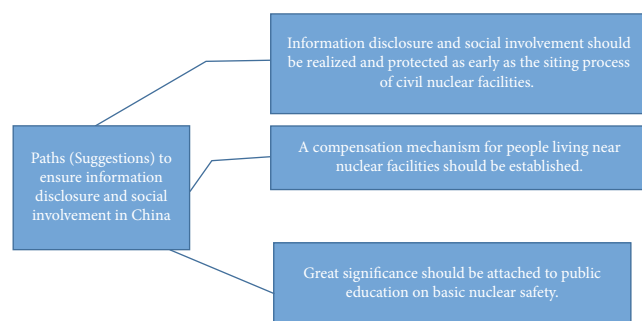 Information disclosure and social involvement should
be realized and protected as early as the siting process
of civil nuclear facilities.
Paths (Suggestions) to
ensure information
disclosure and social
involvement in China
A compensation mechanism for people living near
nuclear facilities should be established.
Great significance should be attached to public
education on basic nuclear safety.